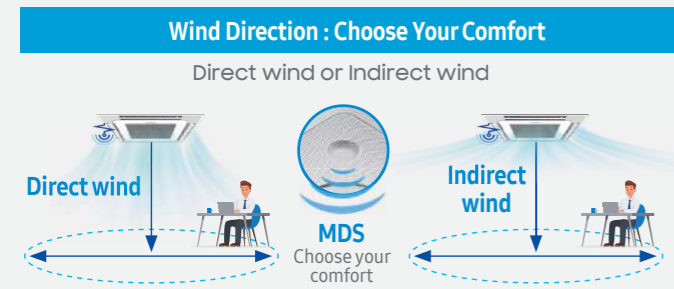 Wind Direction : Choose Your Comfort
Direct wind or Indirect wind
Direct wind
MDS
Choose your
comfort
Indirect
wind